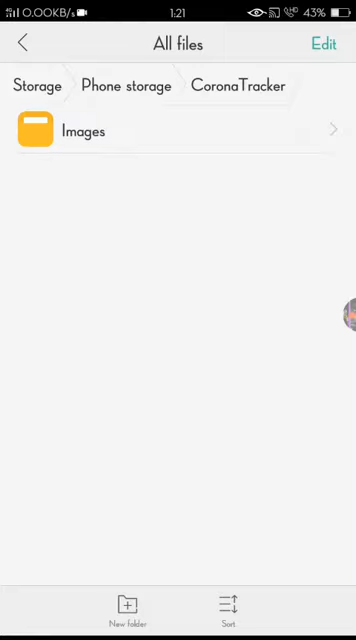 0.00KB/s 1:21 43%
All files Edit
Storage Phone storage CoronaTracker
Images
New folder Sort